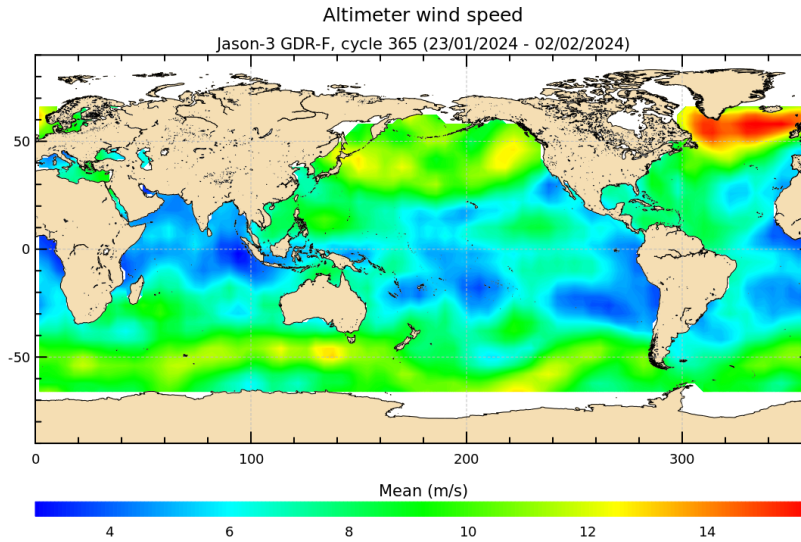 Altimeter wind speed
Jason-3 GDR-F, cycle 365 (23/01/2024 - 02/02/2024)
50
0
-50
0 100 200 300
Mean (m/s)
4 6 8 10 12 14